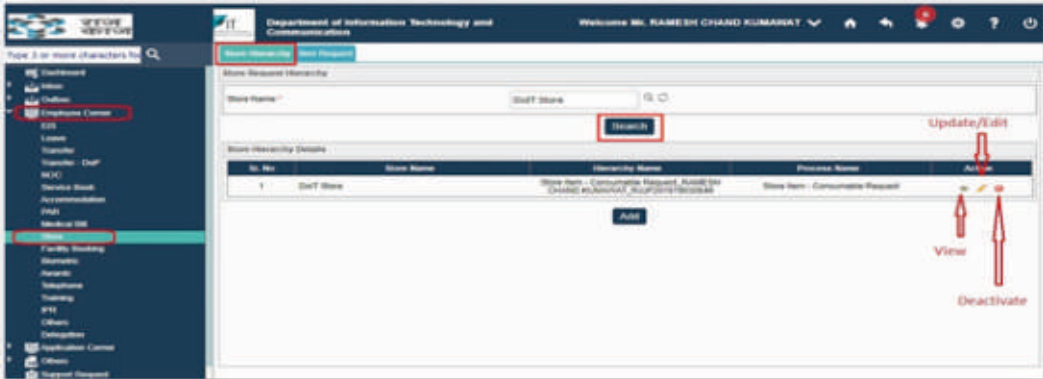 राज काज
IT
Department of Information Technology and
Communication
Welcome Mr. RAMESH CHAND KUMAWAT
?
Type 3 or more characters fo
Dashboard
Inbox
Outbox
Employee Corner
EIS
Leave
Transfer
Transfer - DoP
NOC
Service Book
Accommodation
PAR
Medical Bill
Store
Facility Booking
Biometric
Awards
Telephone
Training
IPR
Others
Delegation
Application Corner
Others
Support Request
Store Hierarchy
Item Request
Store Request Hierarchy
Store Name *
DoIT Store
Search
Store Hierarchy Details
Sr. No
Store Name
Hierarchy Name
Process Name
Action
1
DoIT Store
Store Item - Consumable Request_RAMESH
Store Item - Consumable Request
Add
Update/Edit
View
Deactivate